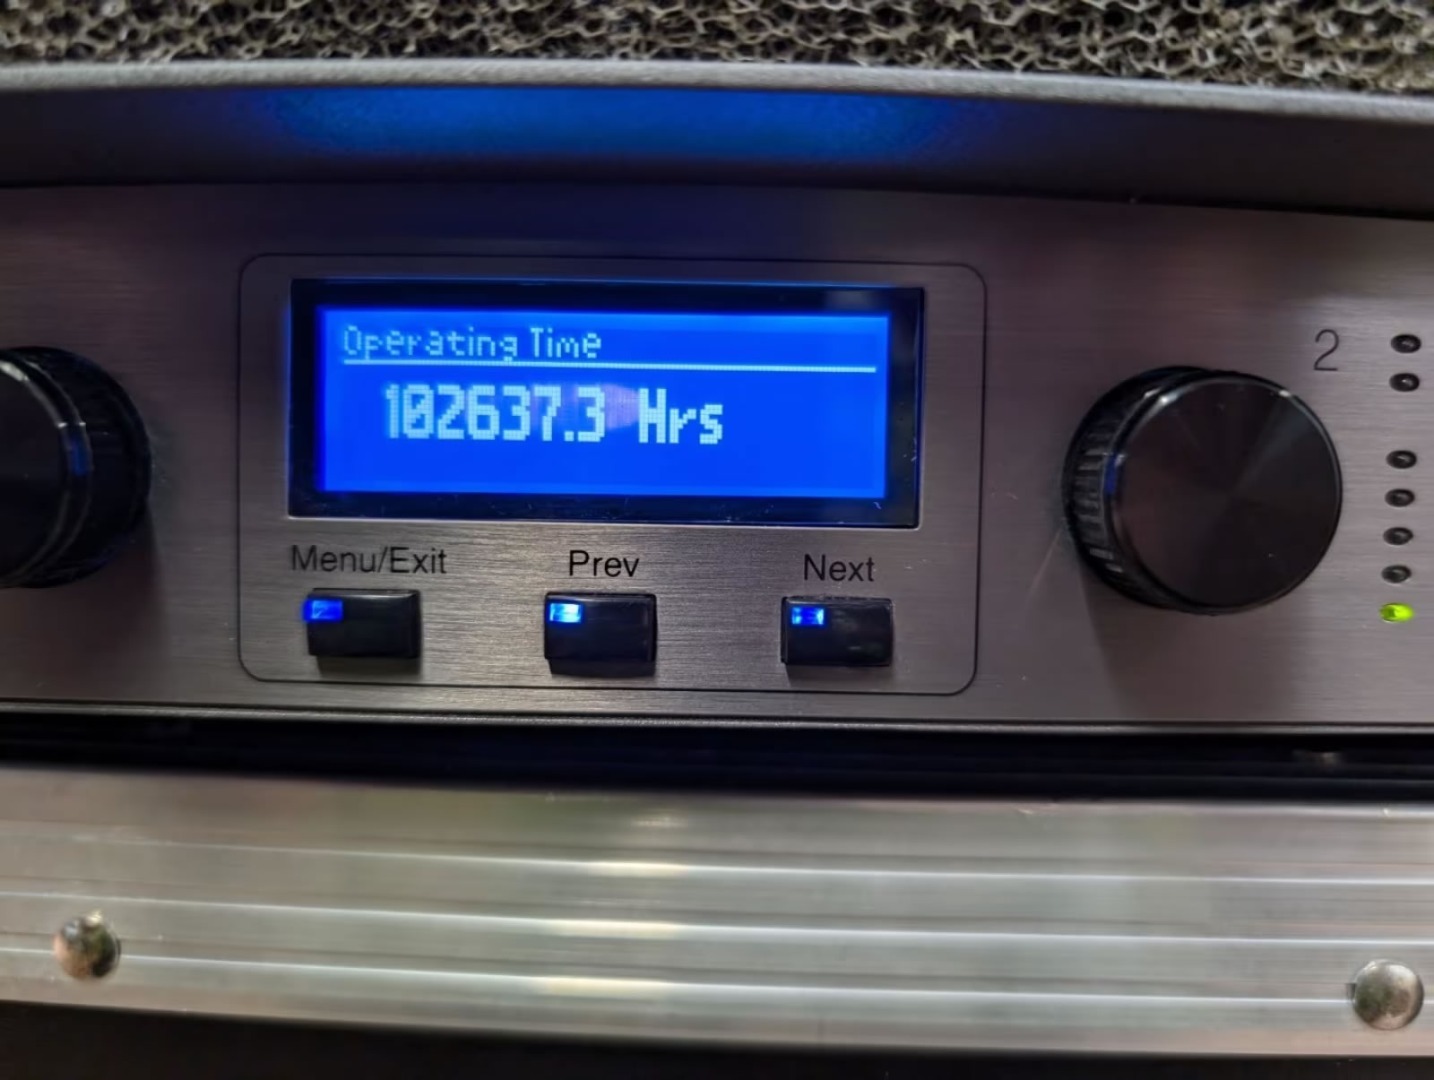 Operating Time
102637.3 Hrs
2
Menu/Exit
Prev
Next